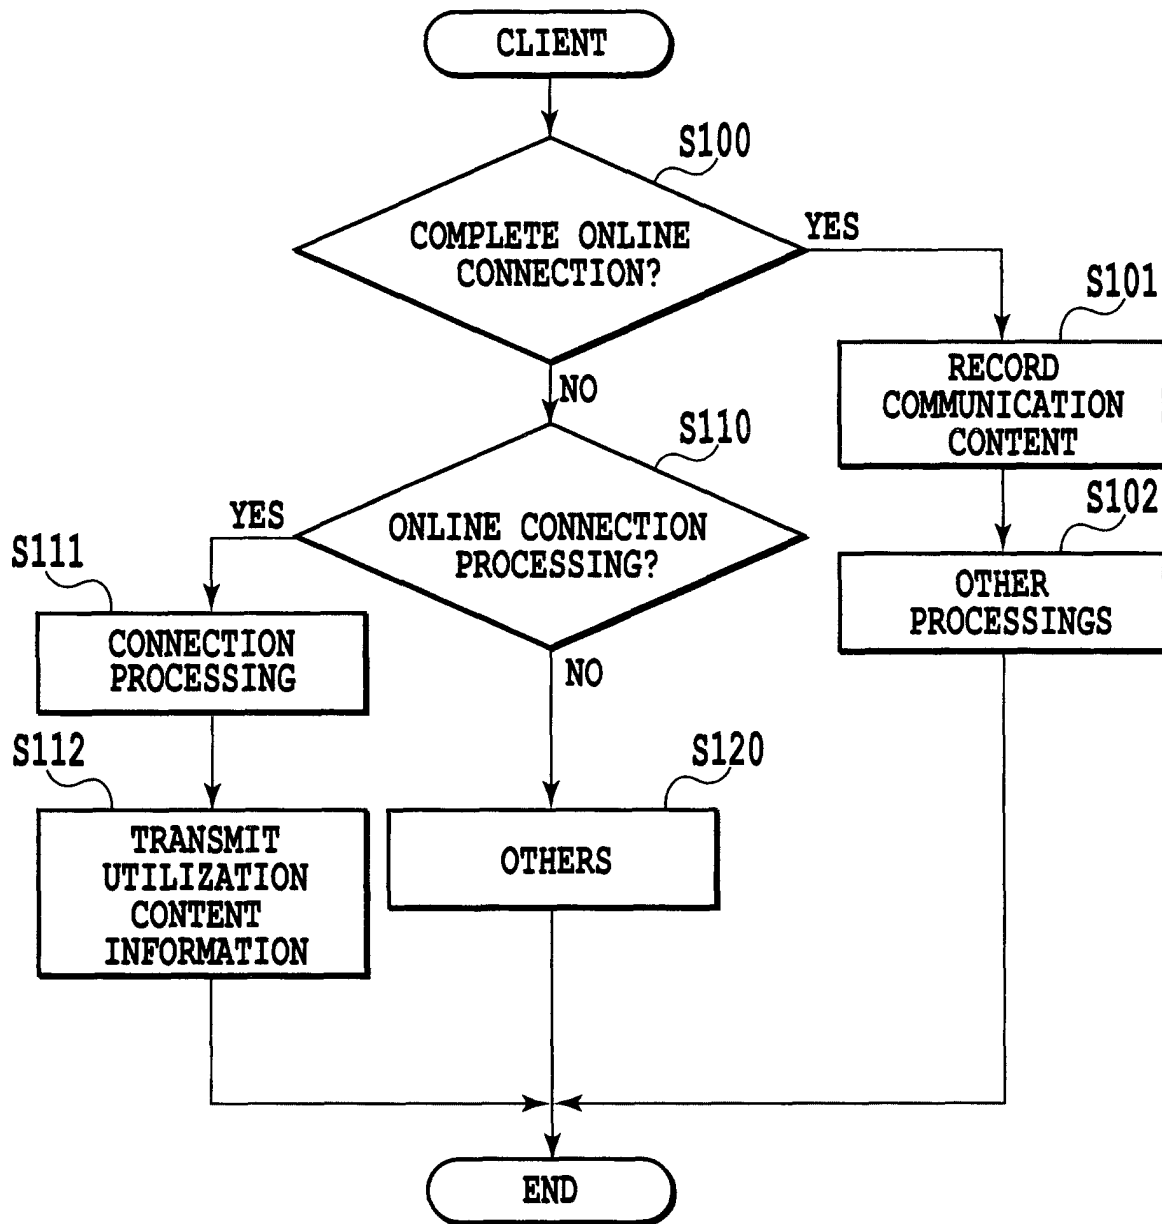 CLIENT
S100
COMPLETE ONLINE
CONNECTION?
YES
S101
RECORD
COMMUNICATION
CONTENT
NO
S110
ONLINE CONNECTION
PROCESSING?
YES
S102
OTHER
PROCESSINGS
S111
CONNECTION
PROCESSING
NO
S112
TRANSMIT
UTILIZATION
CONTENT
INFORMATION
S120
OTHERS
END